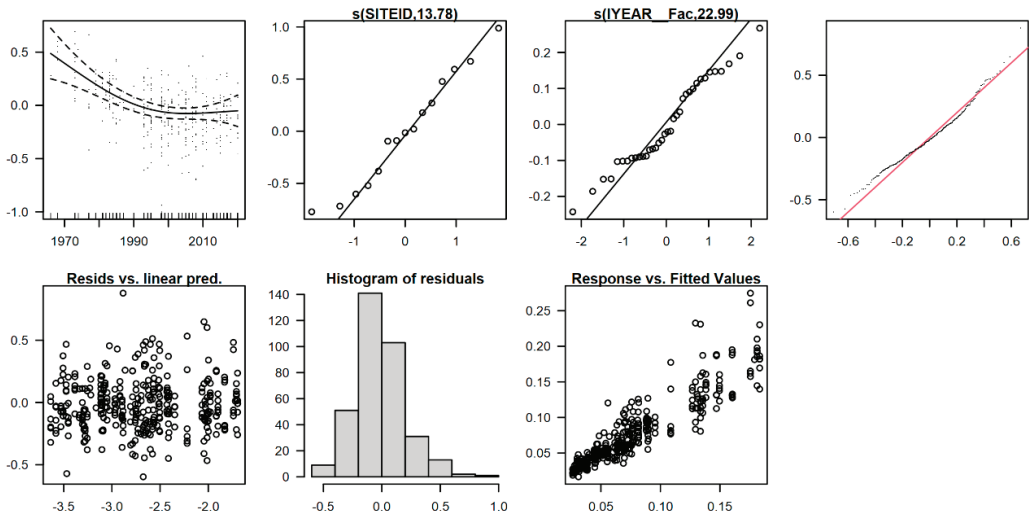 s(SITEID,13.78)
s(IYEAR__Fac,22.99)
0.5
0.0
-0.5
-1.0
1970 1990 2010
1.0
0.5
0.0
-0.5
-1 0 1
0.2
0.1
0.0
-0.1
-0.2
-2 -1 0 1 2
0.5
0.0
-0.5
-0.6 -0.2 0.2 0.6
Resids vs. linear pred.
0.5
0.0
-0.5
-3.5 -3.0 -2.5 -2.0
Histogram of residuals
140
120
100
80
60
40
20
0
-0.5 0.0 0.5 1.0
Response vs. Fitted Values
0.25
0.20
0.15
0.10
0.05
0.05 0.10 0.15